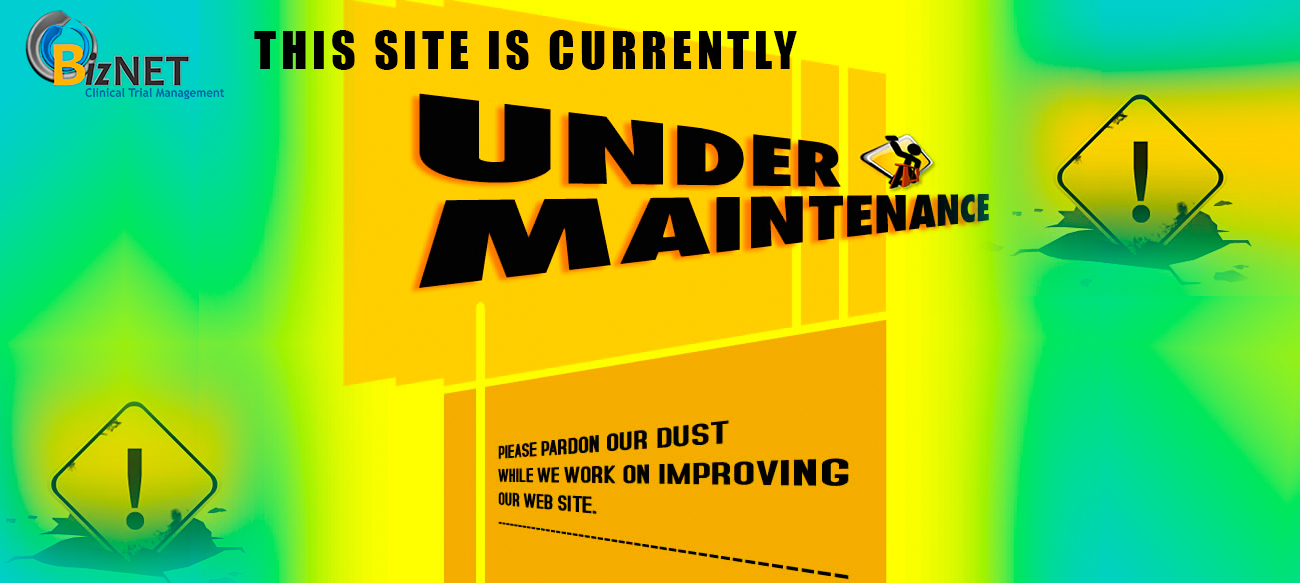 BizNET
Clinical Trial Management
THIS SITE IS CURRENTLY
UNDER
MAINTENANCE
PlEASE PARDON OUR DUST
WHILE WE WORK ON IMPROVING
OUR WEB SITE.